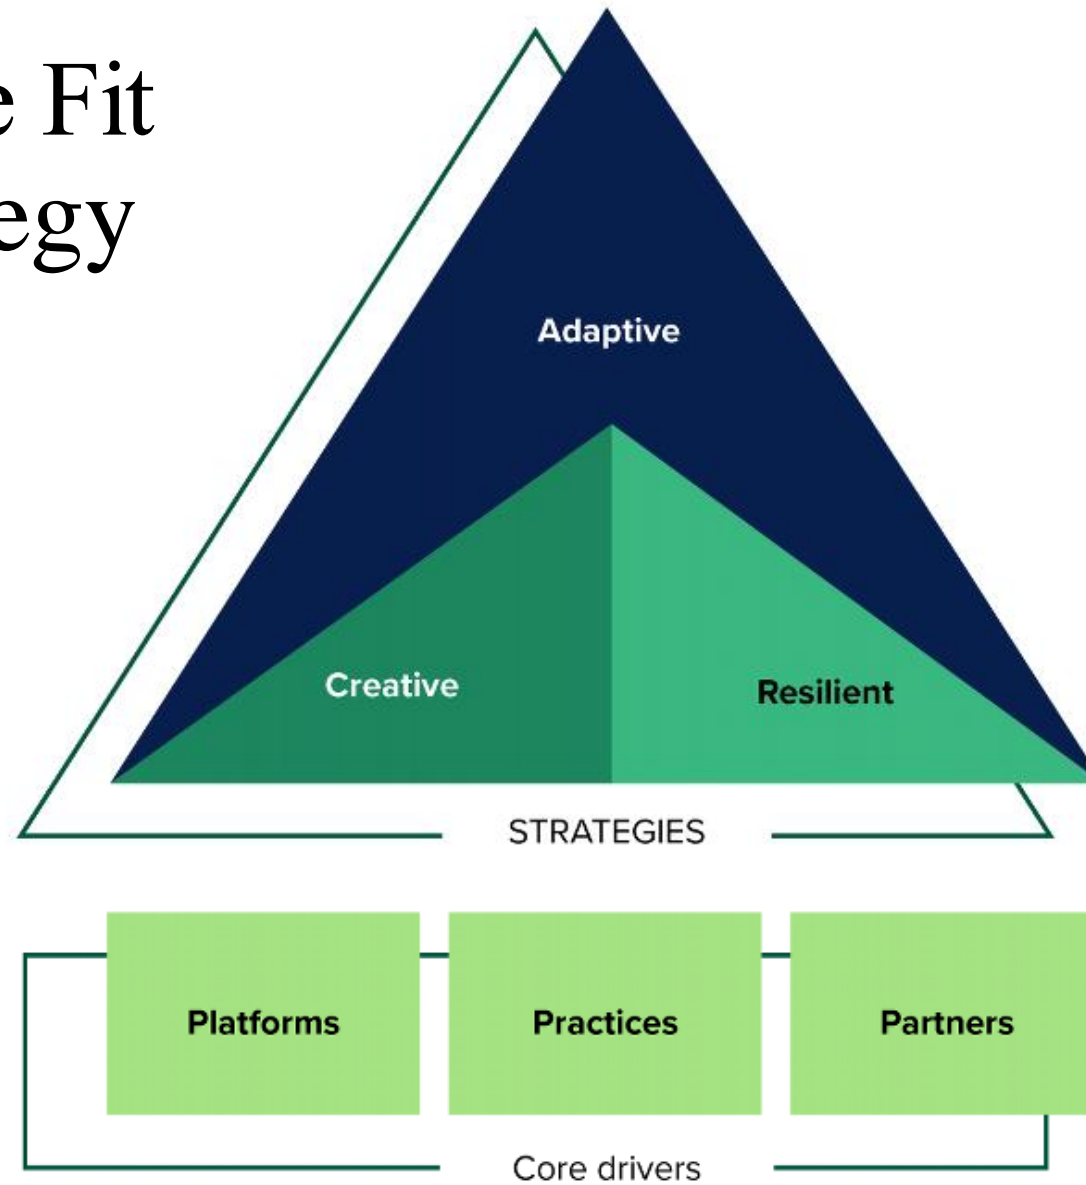 e Fit
egy
Adaptive
Creative
Resilient
STRATEGIES
Platforms
Practices
Partners
Core drivers